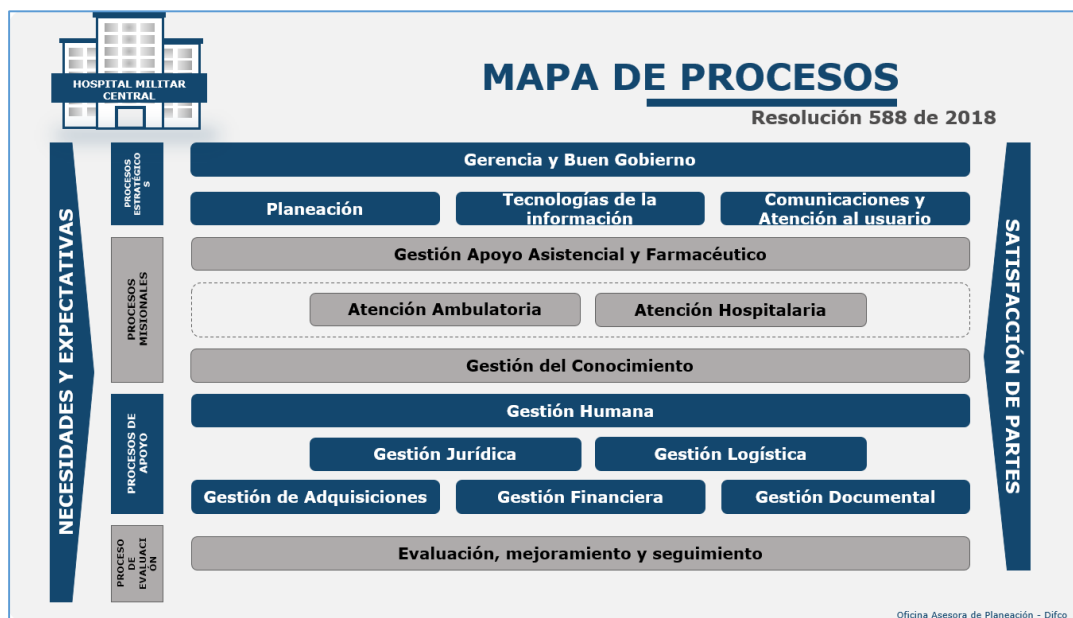 HOSPITAL MILITAR
CENTRAL
MAPA DE PROCESOS
Resolución 588 de 2018
NECESIDADES Y EXPECTATIVAS
PROCESOS
ESTRATÉGICO
S
Gerencia y Buen Gobierno
Planeación
Tecnologías de la
información
Comunicaciones y
Atención al usuario
PROCESOS
MISIONALES
Gestión Apoyo Asistencial y Farmacéutico
Atención Ambulatoria
Atención Hospitalaria
Gestión del Conocimiento
PROCESOS DE
APOYO
Gestión Humana
Gestión Jurídica
Gestión Logística
Gestión de Adquisiciones
Gestión Financiera
Gestión Documental
PROCESO
DE
EVALUACI
ÓN
Evaluación, mejoramiento y seguimiento
SATISFACCIÓN DE PARTES
Oficina Asesora de Planeación - Difco